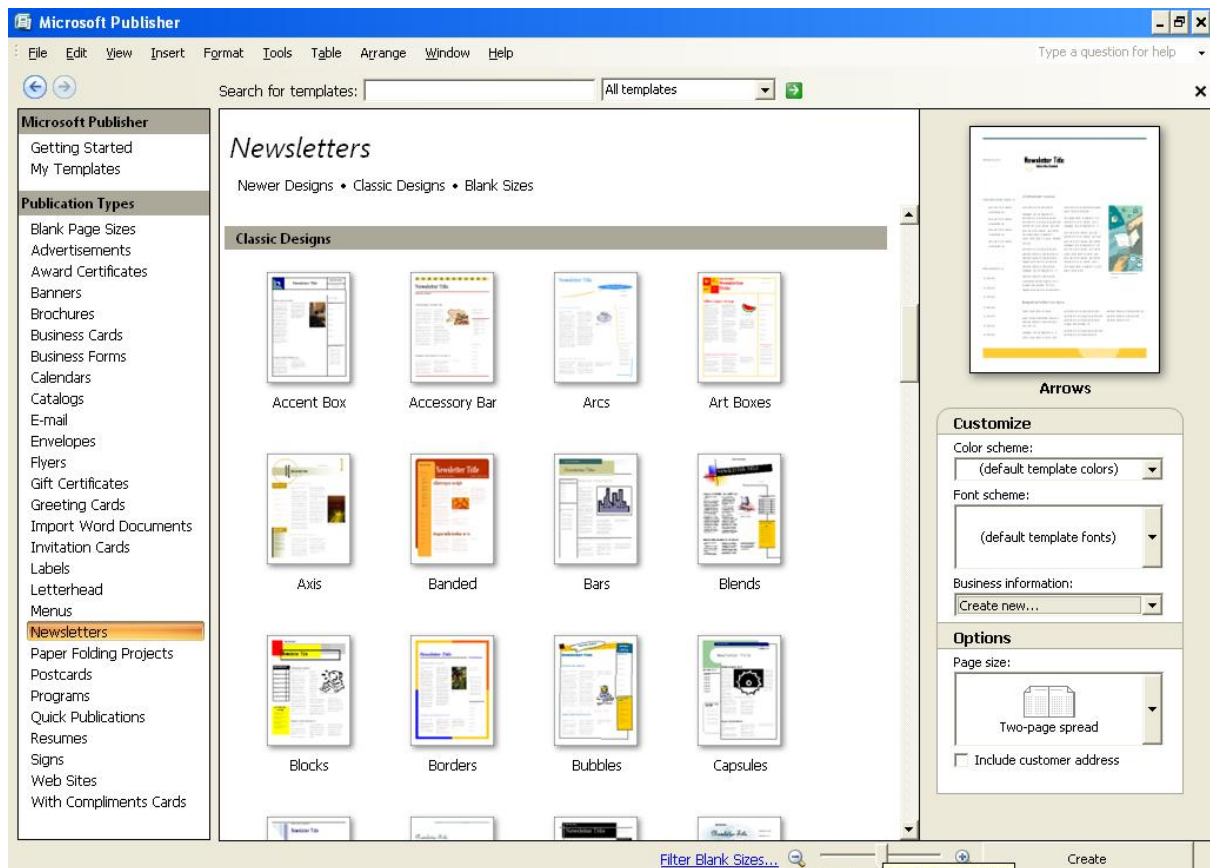 Microsoft Publisher
File Edit View Insert Format Tools Table Arrange Window Help
Type a question for help
Search for templates:
All templates
Microsoft Publisher
Getting Started
My Templates
Publication Types
Blank Page Sizes
Advertisements
Award Certificates
Banners
Brochures
Business Cards
Business Forms
Calendars
Catalogs
E-mail
Envelopes
Flyers
Gift Certificates
Greeting Cards
Import Word Documents
Invitation Cards
Labels
Letterhead
Menus
Newsletters
Paper Folding Projects
Postcards
Programs
Quick Publications
Resumes
Signs
Web Sites
With Compliments Cards
Newsletters
Newer Designs • Classic Designs • Blank Sizes
Classic Designs
Accent Box Accessory Bar Arcs Art Boxes
Axis Banded Bars Blends
Blocks Borders Bubbles Capsules
Filter Blank Sizes...
Newsletter Title
Arrows
Customize
Color scheme:
(default template colors)
Font scheme:
(default template fonts)
Business information:
Create new...
Options
Page size:
Two-page spread
Include customer address
Create